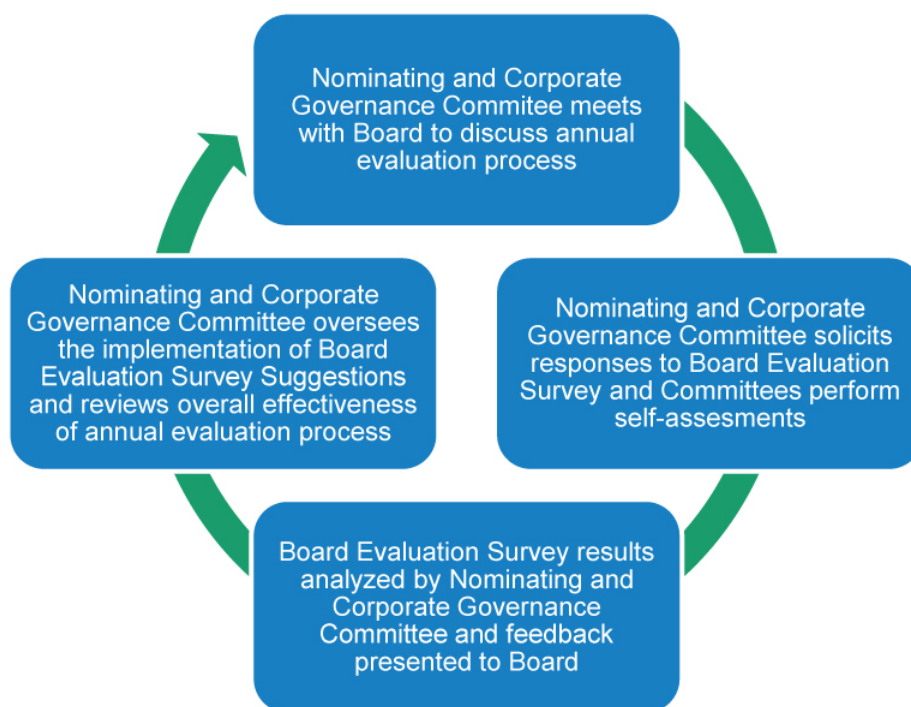 Nominating and Corporate
Governance Commitee meets
with Board to discuss annual
evaluation process
Nominating and Corporate
Governance Committee solicits
responses to Board Evaluation
Survey and Committees perform
self-assesments
Board Evaluation Survey results
analyzed by Nominating and
Corporate Governance
Committee and feedback
presented to Board
Nominating and Corporate
Governance Committee oversees
the implementation of Board
Evaluation Survey Suggestions
and reviews overall effectiveness
of annual evaluation process